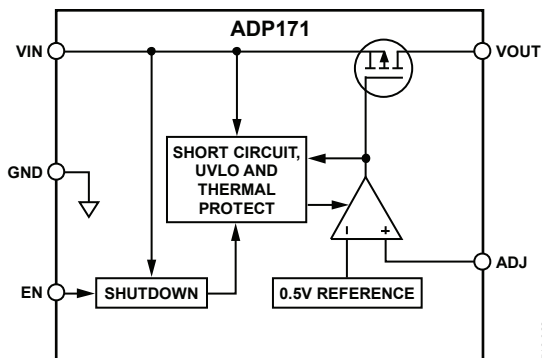 ADP171
VIN
VOUT
SHORT CIRCUIT,
UVLO AND
THERMAL
PROTECT
GND
–
+
ADJ
EN
SHUTDOWN
0.5V REFERENCE